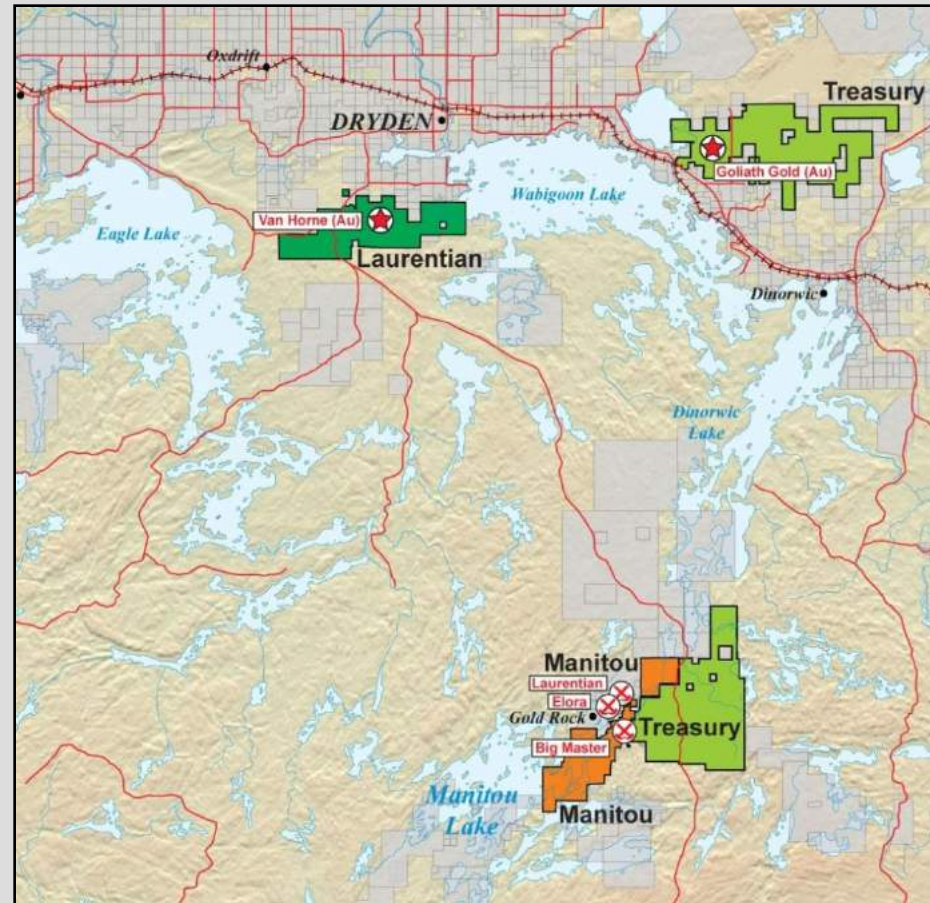 Oxdrift
Treasury
DRYDEN
Goliath Gold (Au)
Wabigoon Lake
Van Horne (Au)
Eagle Lake
Laurentian
Dinorwic
Dinorwic
Lake
Manitou
Laurentian
Elora
Gold Rock
Treasury
Big Master
Manitou
Lake
Manitou